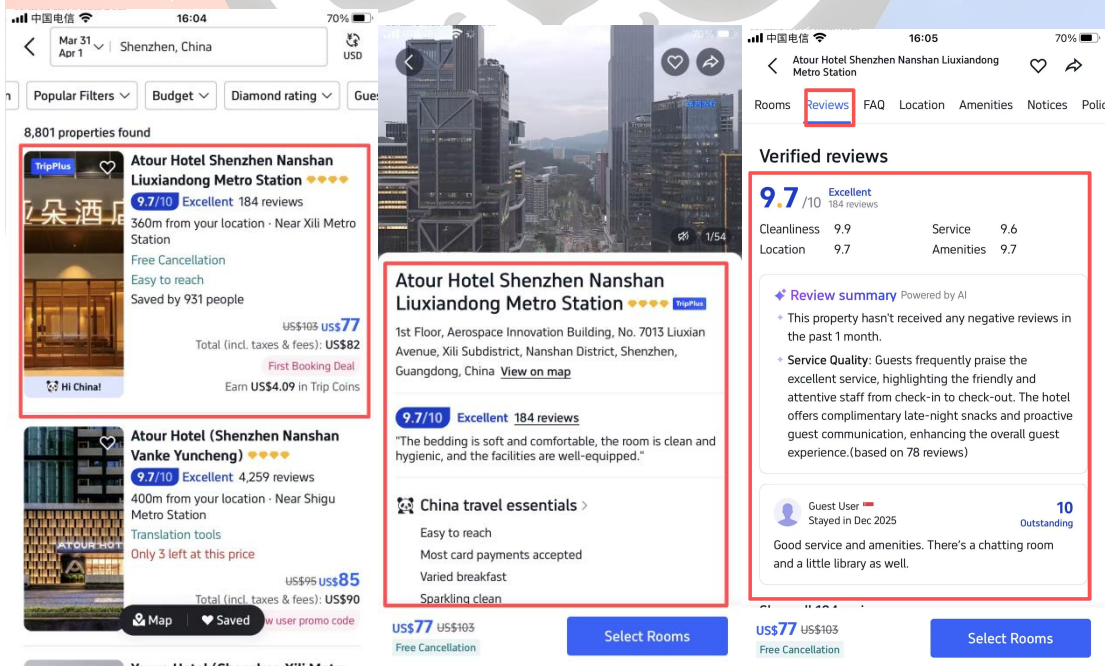 中国电信
16:04
70%
Mar 31
Apr 1
Shenzhen, China
USD
Popular Filters
Budget
Diamond rating
8,801 properties found
TripPlus
Atour Hotel Shenzhen Nanshan
Liuxiandong Metro Station
9.7/10 Excellent 184 reviews
360m from your location · Near Xili Metro
Station
Free Cancellation
Easy to reach
Saved by 931 people
US$103 US$77
Total (incl. taxes & fees): US$82
First Booking Deal
Earn US$4.09 in Trip Coins
朵酒店
Hi China!
Atour Hotel (Shenzhen Nanshan
Vanke Yuncheng)
9.7/10 Excellent 4,259 reviews
400m from your location · Near Shigu
Metro Station
Translation tools
Only 3 left at this price
US$95 US$85
Total (incl. taxes & fees): US$90
w user promo code
ATOUR HOT
Map
Saved
70%
1/54
Atour Hotel Shenzhen Nanshan
Liuxiandong Metro Station TripPlus
1st Floor, Aerospace Innovation Building, No. 7013 Liuxian
Avenue, Xili Subdistrict, Nanshan District, Shenzhen,
Guangdong, China View on map
9.7/10 Excellent 184 reviews
"The bedding is soft and comfortable, the room is clean and
hygienic, and the facilities are well-equipped."
China travel essentials
Easy to reach
Most card payments accepted
Varied breakfast
Sparkling clean
US$77 US$103
Free Cancellation
Select Rooms
中国电信
16:05
70%
Atour Hotel Shenzhen Nanshan Liuxiandong
Metro Station
Rooms Reviews FAQ Location Amenities Notices Polic
Verified reviews
9.7 /10 Excellent
184 reviews
Cleanliness 9.9 Service 9.6
Location 9.7 Amenities 9.7
Review summary Powered by AI
This property hasn't received any negative reviews in
the past 1 month.
Service Quality: Guests frequently praise the
excellent service, highlighting the friendly and
attentive staff from check-in to check-out. The hotel
offers complimentary late-night snacks and proactive
guest communication, enhancing the overall guest
experience.(based on 78 reviews)
Guest User
Stayed in Dec 2025
10
Outstanding
Good service and amenities. There's a chatting room
and a little library as well.
US$77 US$103
Free Cancellation
Select Rooms